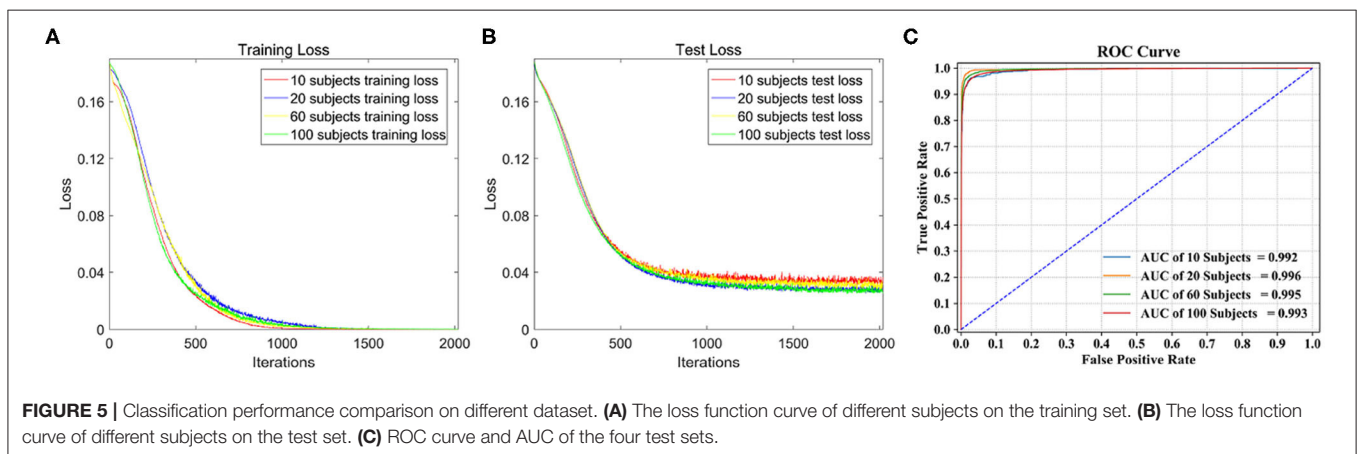 A
Training Loss
10 subjects training loss
20 subjects training loss
60 subjects training loss
100 subjects training loss
Loss
0.16
0.12
0.08
0.04
0
0
500
1000
1500
2000
Iterations
B
Test Loss
10 subjects test loss
20 subjects test loss
60 subjects test loss
100 subjects test loss
Loss
0.16
0.12
0.08
0.04
0
0
500
1000
1500
2000
Iterations
C
ROC Curve
True Positive Rate
1.0
0.9
0.8
0.7
0.6
0.5
0.4
0.3
0.2
0.1
0.0
AUC of 10 Subjects = 0.992
AUC of 20 Subjects = 0.996
AUC of 60 Subjects = 0.995
AUC of 100 Subjects = 0.993
0.0 0.1 0.2 0.3 0.4 0.5 0.6 0.7 0.8 0.9 1.0
False Positive Rate
FIGURE 5 | Classification performance comparison on different dataset. (A) The loss function curve of different subjects on the training set. (B) The loss function
curve of different subjects on the test set. (C) ROC curve and AUC of the four test sets.